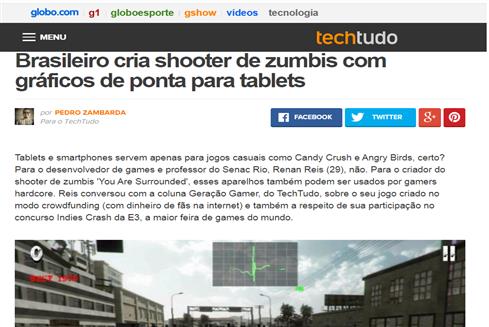 globo.com g1 globoesporte gshow vídeos tecnologia
MENU techtudo
Brasileiro cria shooter de zumbis com
gráficos de ponta para tablets
por PEDRO ZAMBARDA
Para o TechTudo
FACEBOOK TWITTER g+
Tablets e smartphones servem apenas para jogos casuais como Candy Crush e Angry Birds, certo?
Para o desenvolvedor de games e professor do Senac Rio, Renan Reis (29), não. Para o criador do
shooter de zumbis 'You Are Surrounded', esses aparelhos também podem ser usados por gamers
hardcore. Reis conversou com a coluna Geração Gamer, do TechTudo, sobre o seu jogo criado no
modo crowdfunding (com dinheiro de fãs na internet) e também a respeito de sua participação no
concurso Indies Crash da E3, a maior feira de games do mundo.